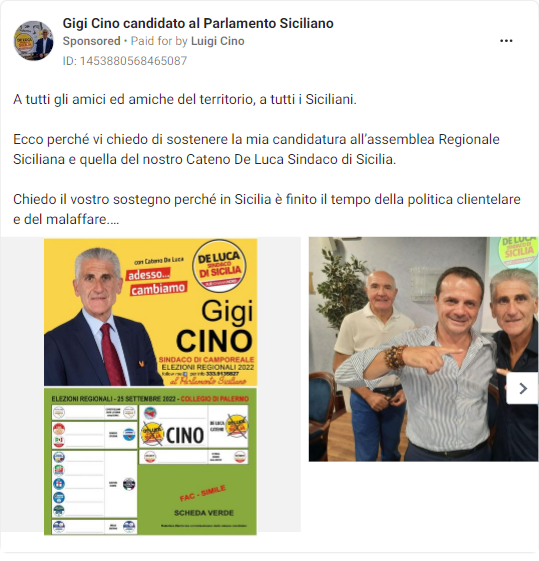 Gigi Cino candidato al Parlamento Siciliano
Sponsored • Paid for by Luigi Cino
ID: 1453880568465087
A tutti gli amici ed amiche del territorio, a tutti i Siciliani.
Ecco perché vi chiedo di sostenere la mia candidatura all'assemblea Regionale
Siciliana e quella del nostro Cateno De Luca Sindaco di Sicilia.
Chiedo il vostro sostegno perché in Sicilia è finito il tempo della politica clientelare
e del malaffare....
con Cateno De Luca
adesso...
cambiamo
DE LUCA
SINDACO
DI SICILIA
Gigi
CINO
SINDACO DI CAMPOREALE
ELEZIONI REGIONALI 2022
al Parlamento Siciliano
ELEZIONI REGIONALI - 25 SETTEMBRE 2022 - COLLEGIO DI PALERMO
CINO
DE LUCA
CATENO
FAC - SIMILE
SCHEDA VERDE
DE LUCA
SINDACO
DI SICILIA